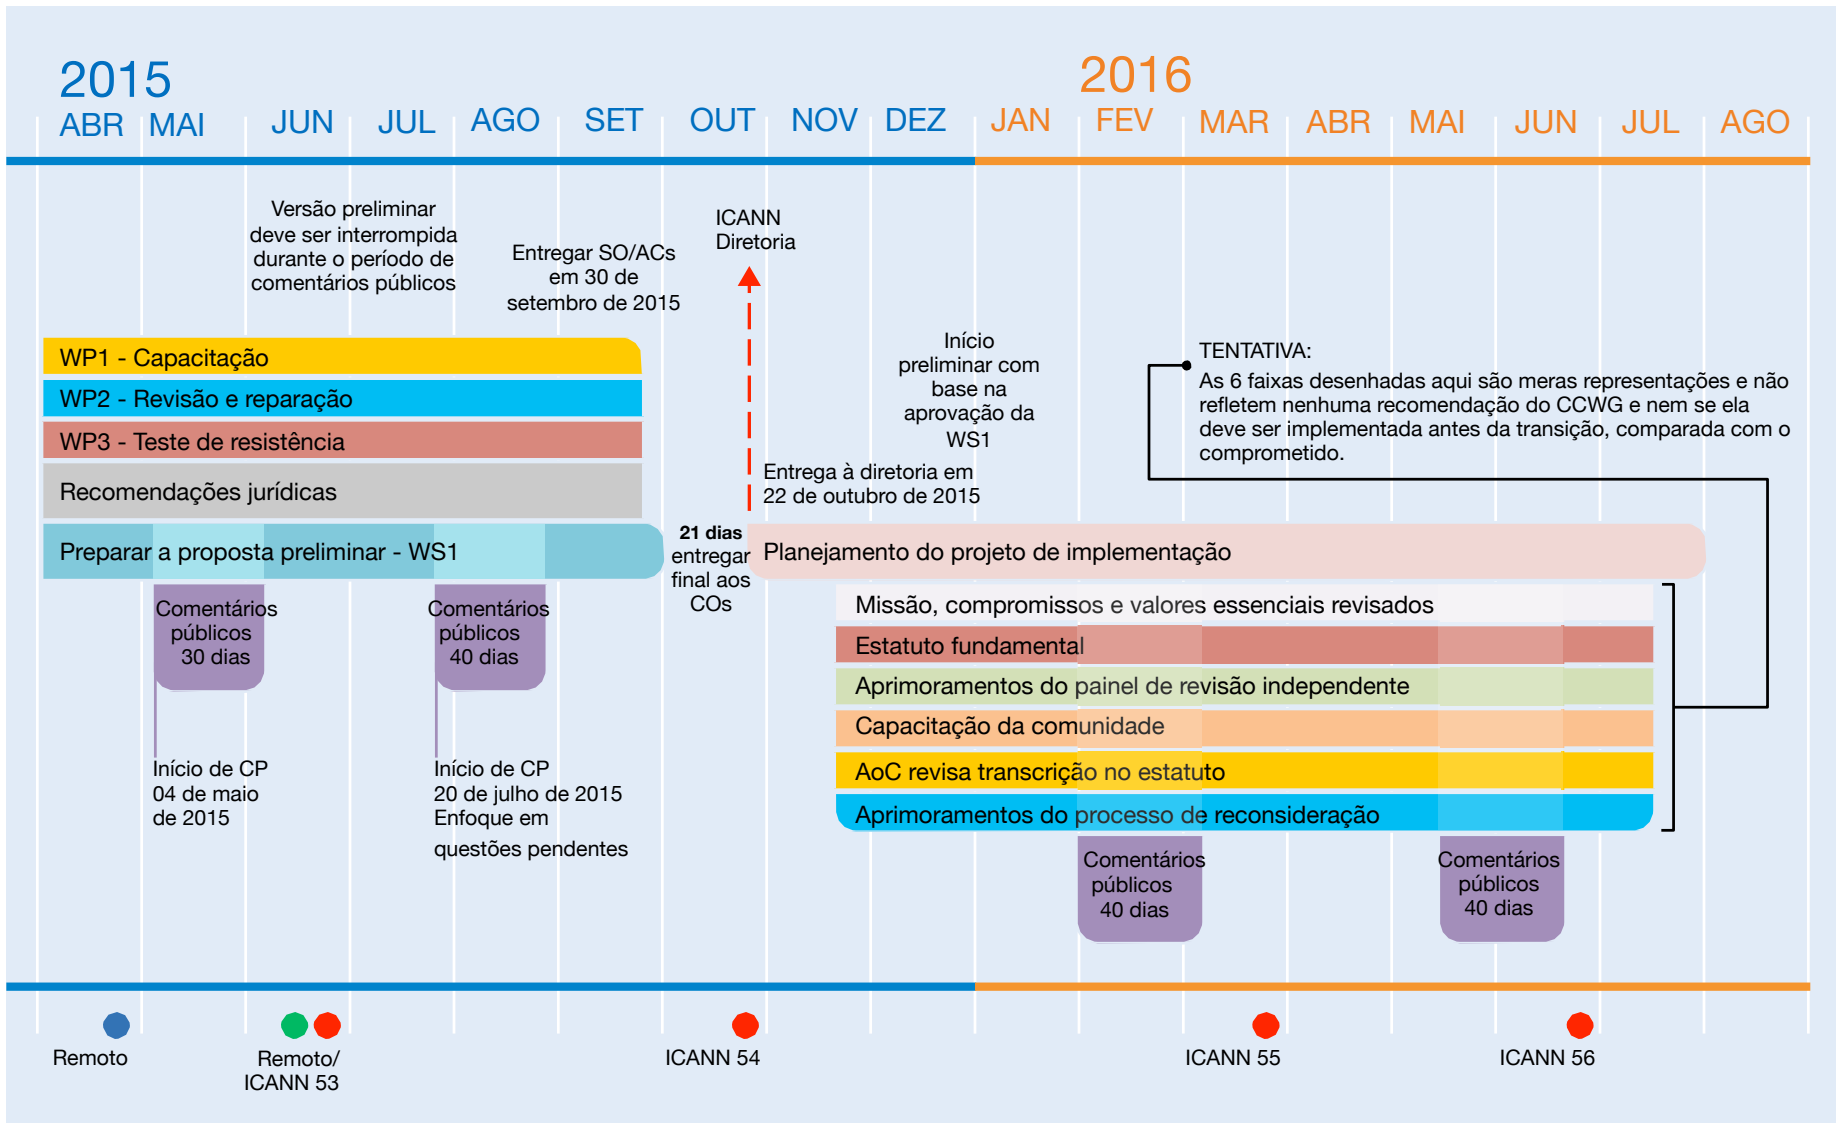 2015
2016
ABR MAI JUN JUL AGO SET OUT NOV DEZ JAN FEV MAR ABR MAI JUN JUL AGO
Versão preliminar
deve ser interrompida
durante o período de
comentários públicos
Entregar SO/ACs
em 30 de
setembro de 2015
ICANN
Diretoria
Início
preliminar com
base na
aprovação da
WS1
TENTATIVA:
As 6 faixas desenhadas aqui são meras representações e não
refletem nenhuma recomendação do CCWG e nem se ela
deve ser implementada antes da transição, comparada com o
comprometido.
WP1 - Capacitação
WP2 - Revisão e reparação
WP3 - Teste de resistência
Recomendações jurídicas
Preparar a proposta preliminar - WS1
Entrega à diretoria em
22 de outubro de 2015
21 dias
entregar
final aos
COs
Planejamento do projeto de implementação
Comentários
públicos
30 dias
Comentários
públicos
40 dias
Missão, compromissos e valores essenciais revisados
Estatuto fundamental
Aprimoramentos do painel de revisão independente
Capacitação da comunidade
AoC revisa transcrição no estatuto
Aprimoramentos do processo de reconsideração
Início de CP
04 de maio
de 2015
Início de CP
20 de julho de 2015
Enfoque em
questões pendentes
Comentários
públicos
40 dias
Comentários
públicos
40 dias
Remoto
Remoto/
ICANN 53
ICANN 54
ICANN 55
ICANN 56